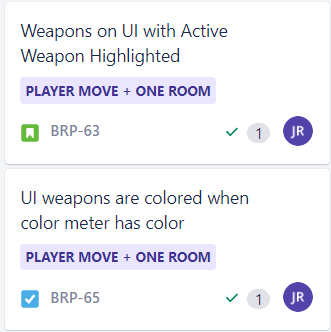 Weapons on UI with Active
Weapon Highlighted
PLAYER MOVE + ONE ROOM
BRP-63 1 JR
UI weapons are colored when
color meter has color
PLAYER MOVE + ONE ROOM
BRP-65 1 JR